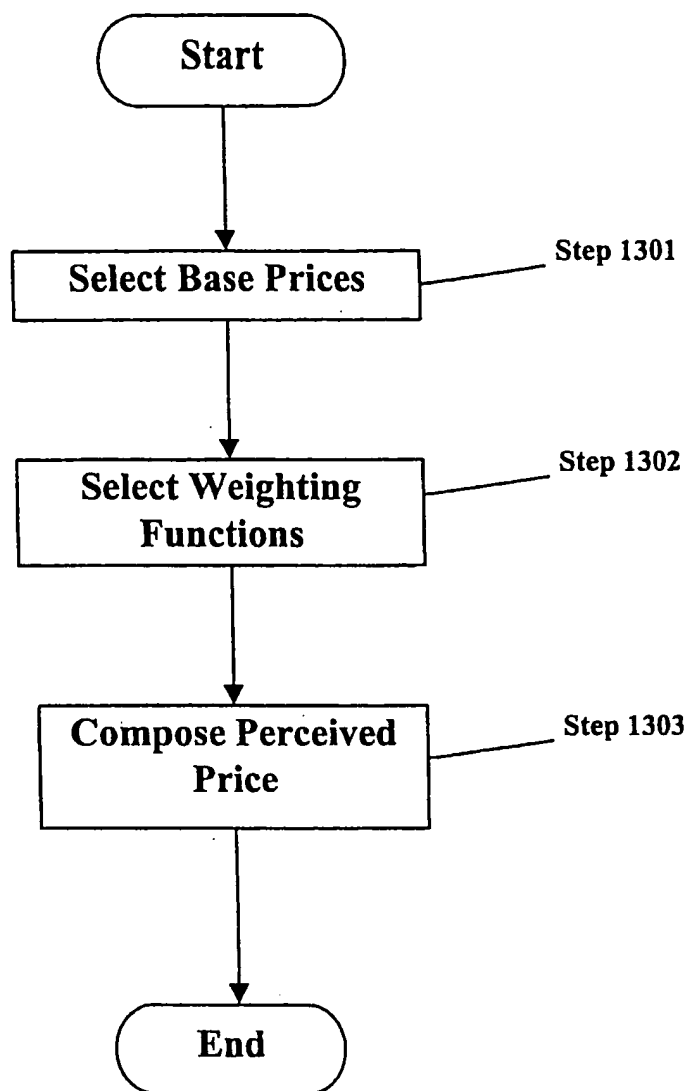 Start
Select Base Prices
Step 1301
Select Weighting
Functions
Step 1302
Compose Perceived
Price
Step 1303
End